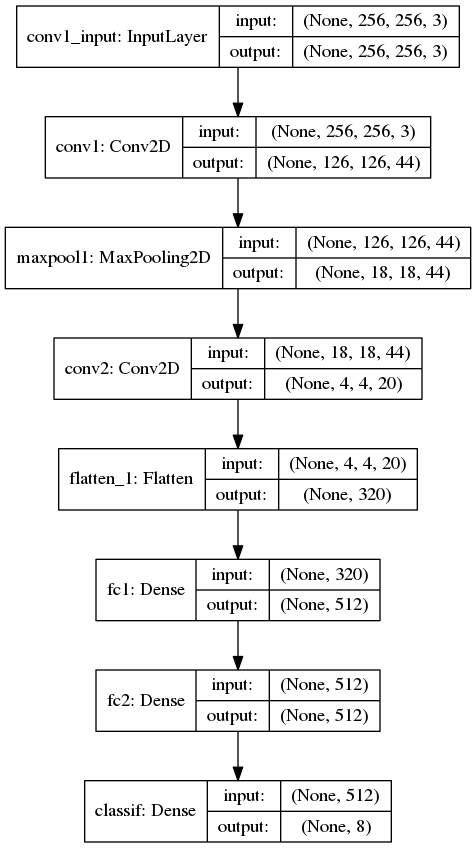 conv1_input: InputLayer
input: (None, 256, 256, 3)
output: (None, 256, 256, 3)
conv1: Conv2D
input: (None, 256, 256, 3)
output: (None, 126, 126, 44)
maxpool1: MaxPooling2D
input: (None, 126, 126, 44)
output: (None, 18, 18, 44)
conv2: Conv2D
input: (None, 18, 18, 44)
output: (None, 4, 4, 20)
flatten_1: Flatten
input: (None, 4, 4, 20)
output: (None, 320)
fc1: Dense
input: (None, 320)
output: (None, 512)
fc2: Dense
input: (None, 512)
output: (None, 512)
classif: Dense
input: (None, 512)
output: (None, 8)